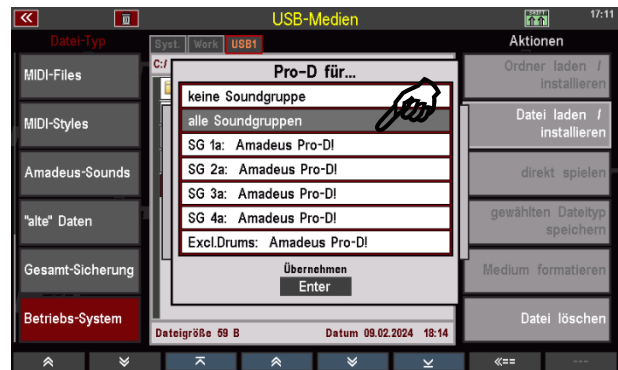 USB-Medien
SHIFT
17:11
Datei-Typ
Syst.
Work
USB1
Aktionen
C:/
MIDI-Files
MIDI-Styles
Amadeus-Sounds
"alte" Daten
Gesamt-Sicherung
Betriebs-System
Pro-D für...
keine Soundgruppe
alle Soundgruppen
SG 1a: Amadeus Pro-D!
SG 2a: Amadeus Pro-D!
SG 3a: Amadeus Pro-D!
SG 4a: Amadeus Pro-D!
Excl.Drums: Amadeus Pro-D!
Übernehmen
Enter
Dateigröße 59 B
Datum 09.02.2024 18:14
Ordner laden /
installieren
Datei laden /
installieren
direkt spielen
gewählten Dateityp
speichern
Medium formatieren
Datei löschen
«==
---